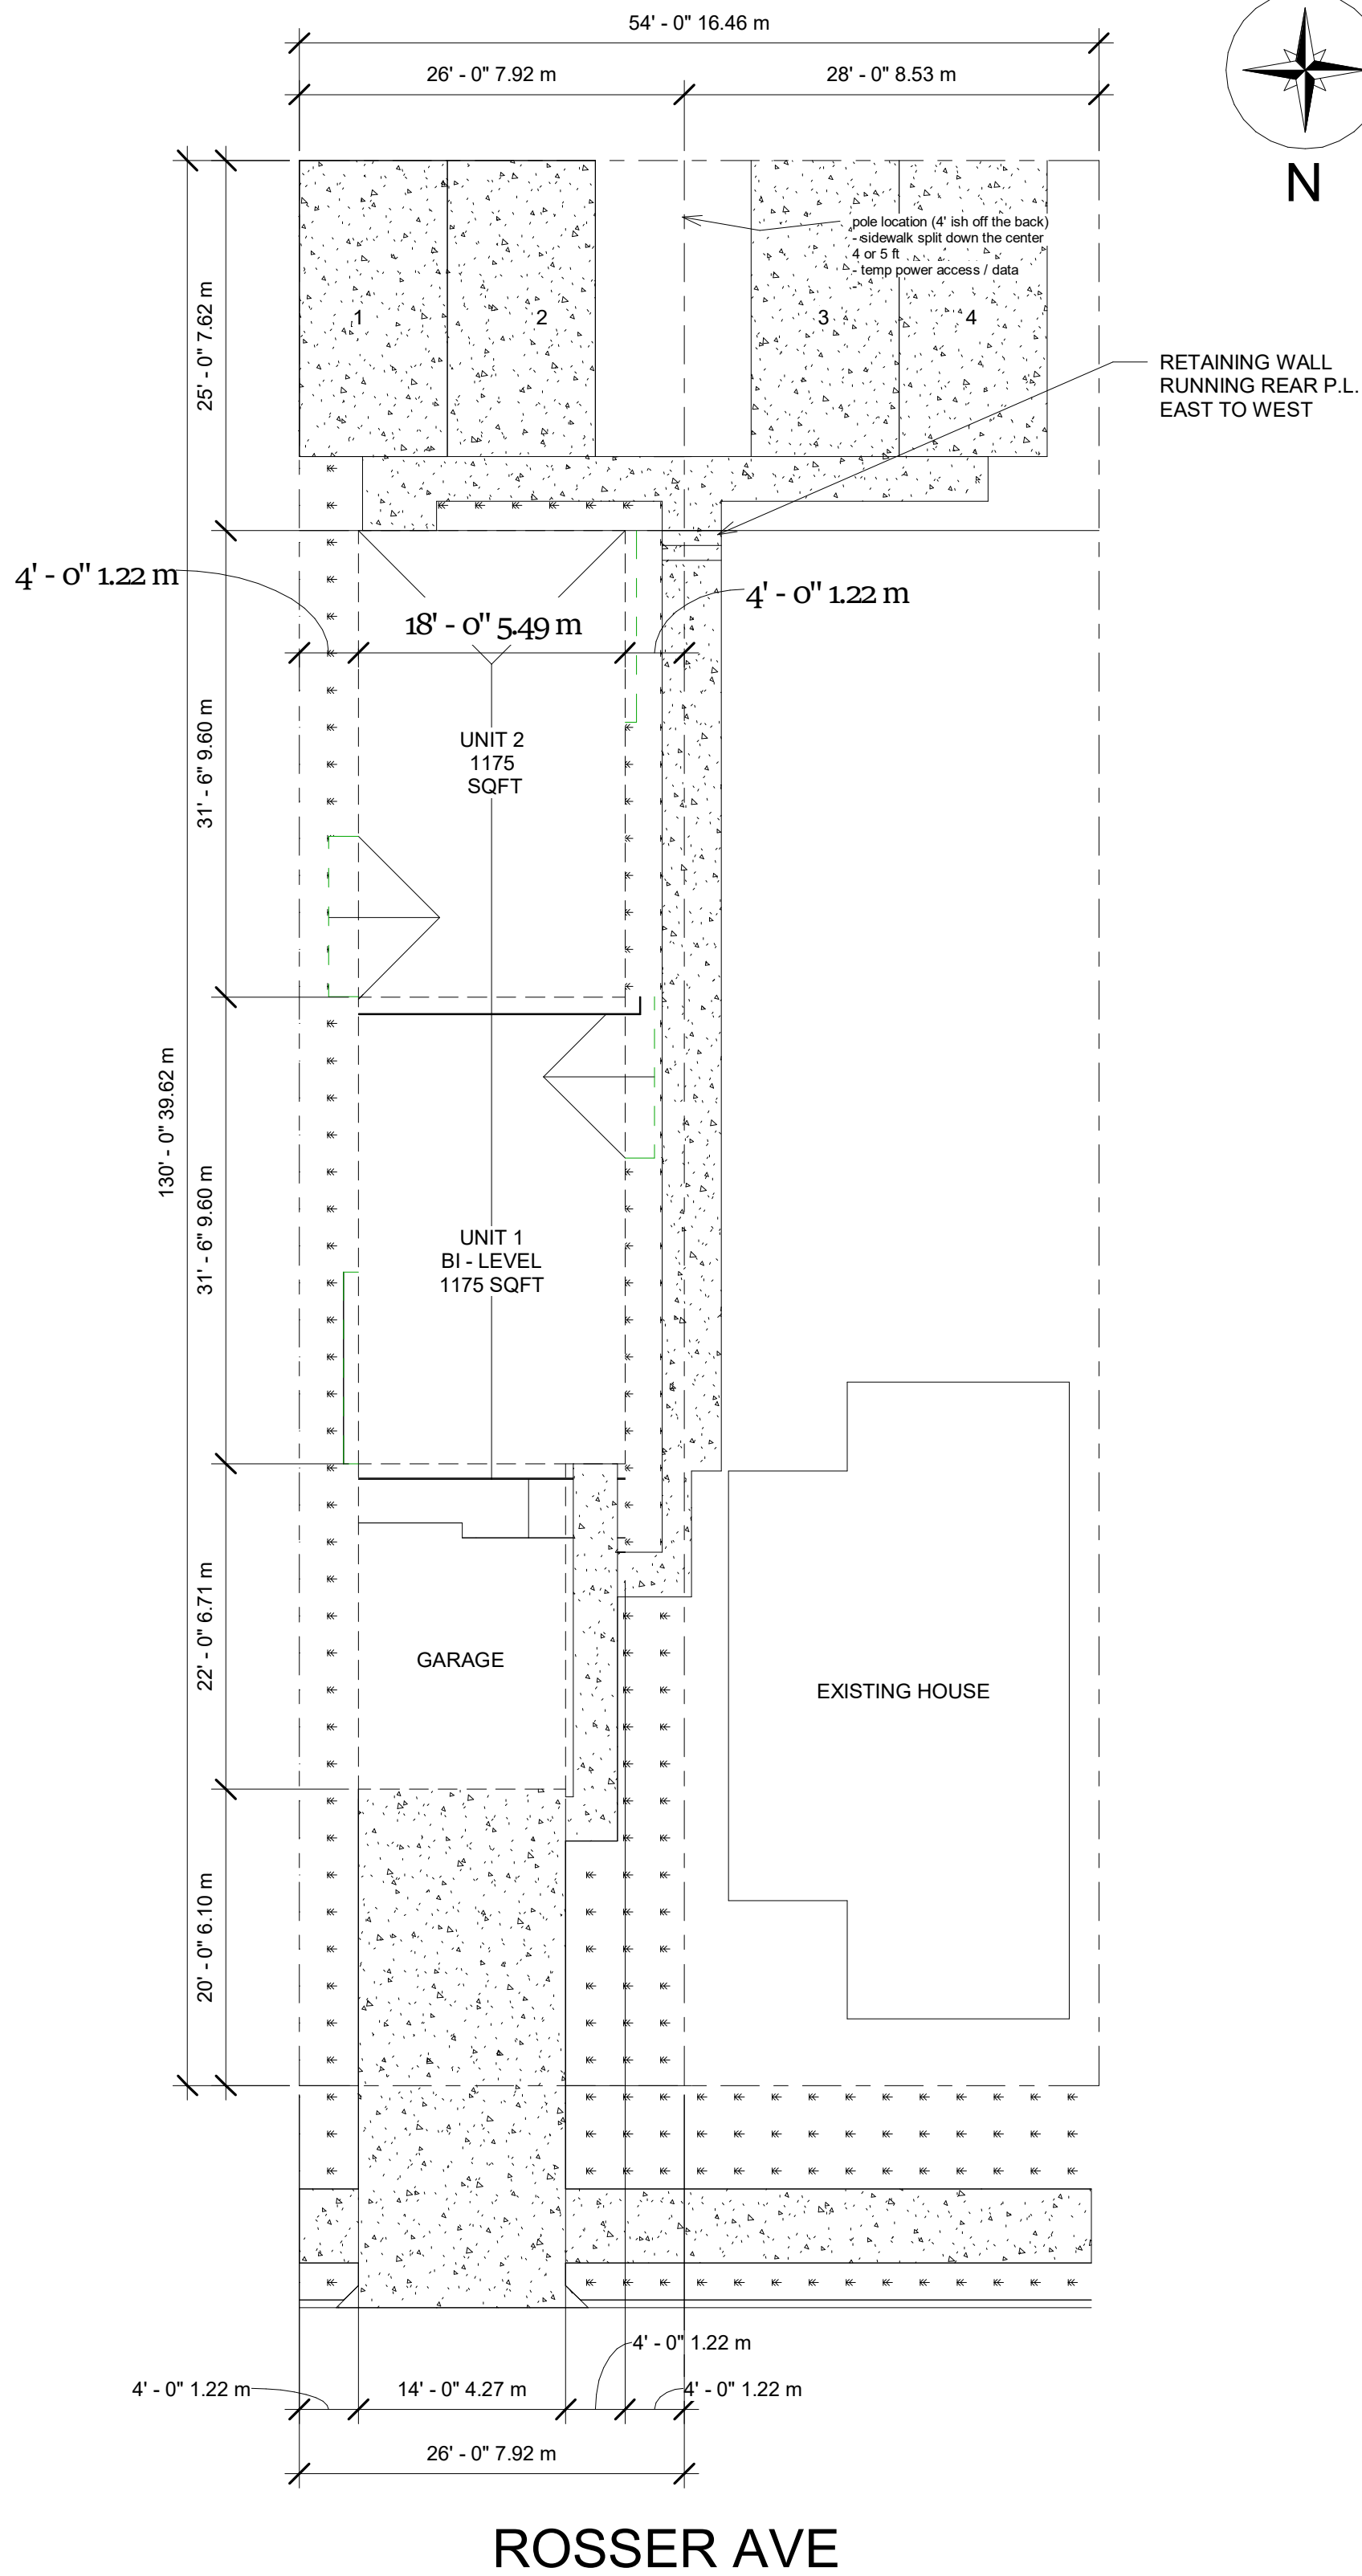 54' - 0" 16.46 m
26' - 0" 7.92 m
28' - 0" 8.53 m
N
pole location (4' ish off the back)
- sidewalk split down the center
4 or 5 ft
- temp power access / data
25' - 0" 7.62 m
1
2
3
4
RETAINING WALL
RUNNING REAR P.L.
EAST TO WEST
4' - 0" 1.22 m
18' - 0" 5.49 m
4' - 0" 1.22 m
31' - 6" 9.60 m
UNIT 2
1175
SQFT
130' - 0" 39.62 m
31' - 6" 9.60 m
UNIT 1
BI - LEVEL
1175 SQFT
22' - 0" 6.71 m
GARAGE
EXISTING HOUSE
20' - 0" 6.10 m
4' - 0" 1.22 m
4' - 0" 1.22 m
14' - 0" 4.27 m
4' - 0" 1.22 m
26' - 0" 7.92 m
ROSSER AVE